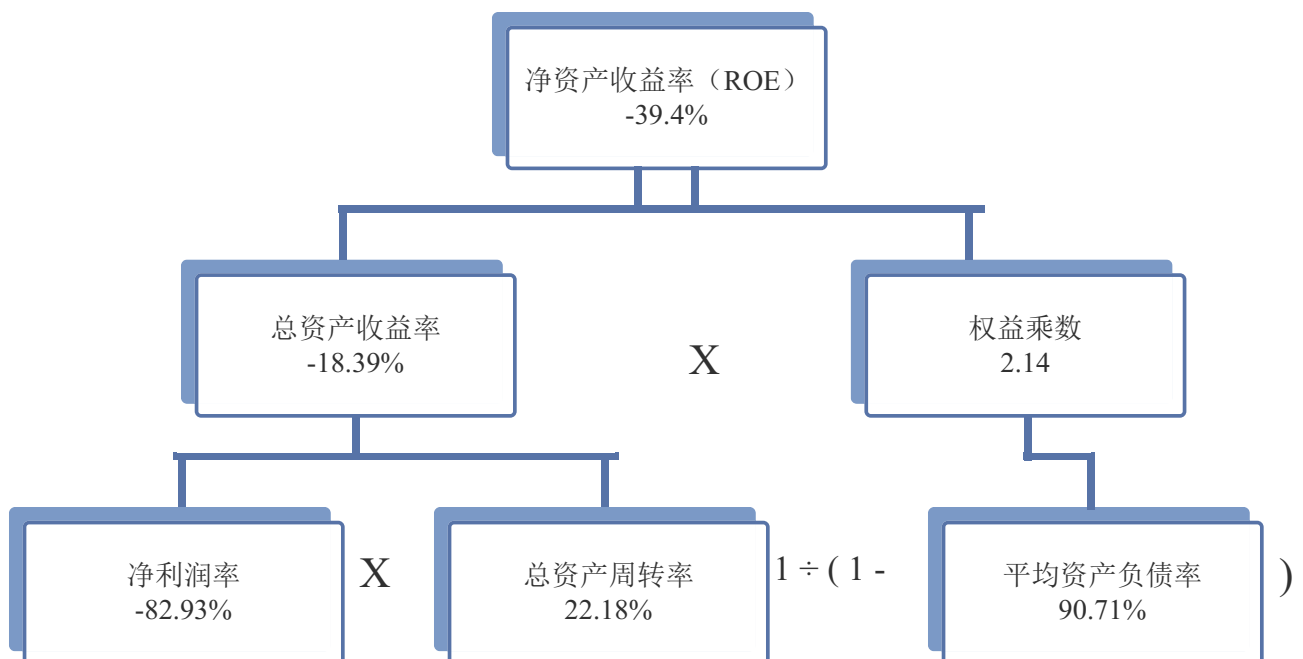 净资产收益率（ROE）
-39.4%
总资产收益率
-18.39%
X
权益乘数
2.14
净利润率
-82.93%
X
总资产周转率
22.18%
1 ÷ ( 1 -
平均资产负债率
90.71%
)